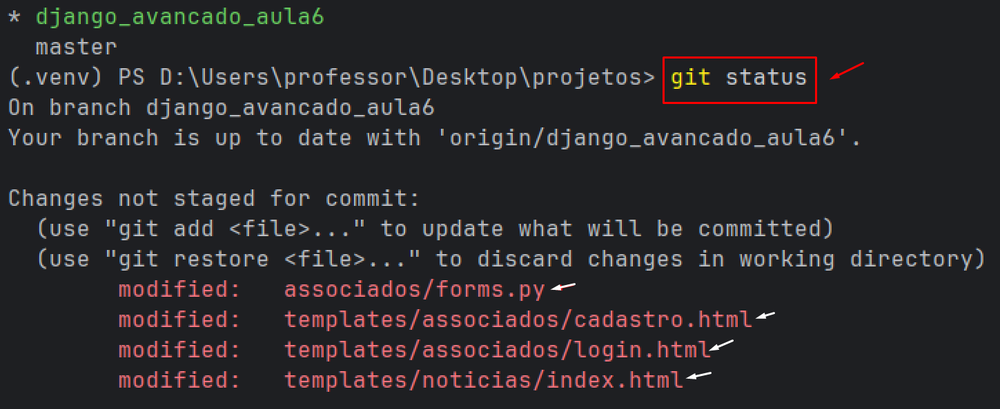 * django_avancado_aula6
  master
(.venv) PS D:\Users\professor\Desktop\projetos> git status
On branch django_avancado_aula6
Your branch is up to date with 'origin/django_avancado_aula6'.

Changes not staged for commit:
  (use "git add <file>..." to update what will be committed)
  (use "git restore <file>..." to discard changes in working directory)
        modified:   associados/forms.py
        modified:   templates/associados/cadastro.html
        modified:   templates/associados/login.html
        modified:   templates/noticias/index.html